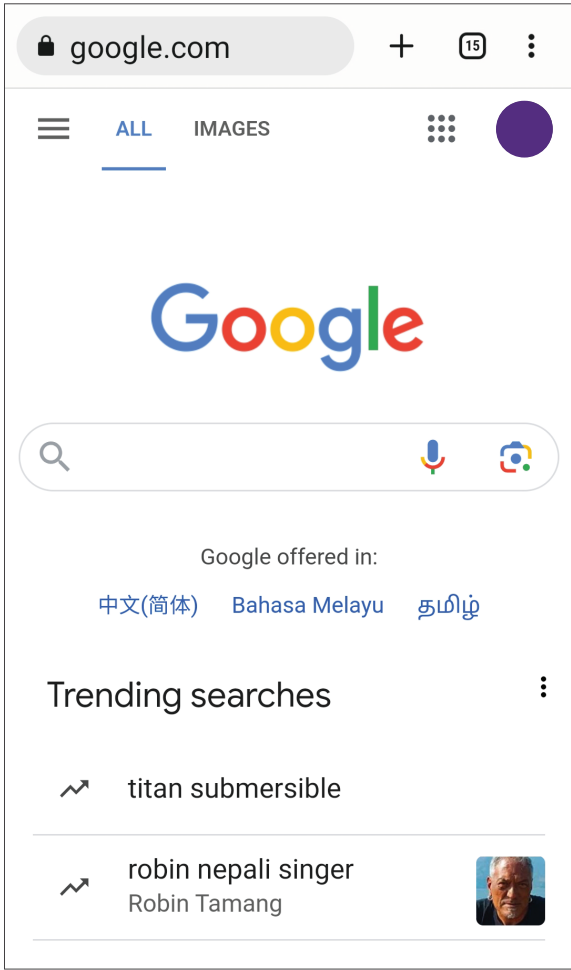 google.com
15
ALL IMAGES
Google
Google offered in:
中文(简体) Bahasa Melayu தமிழ்
Trending searches
titan submersible
robin nepali singer
Robin Tamang